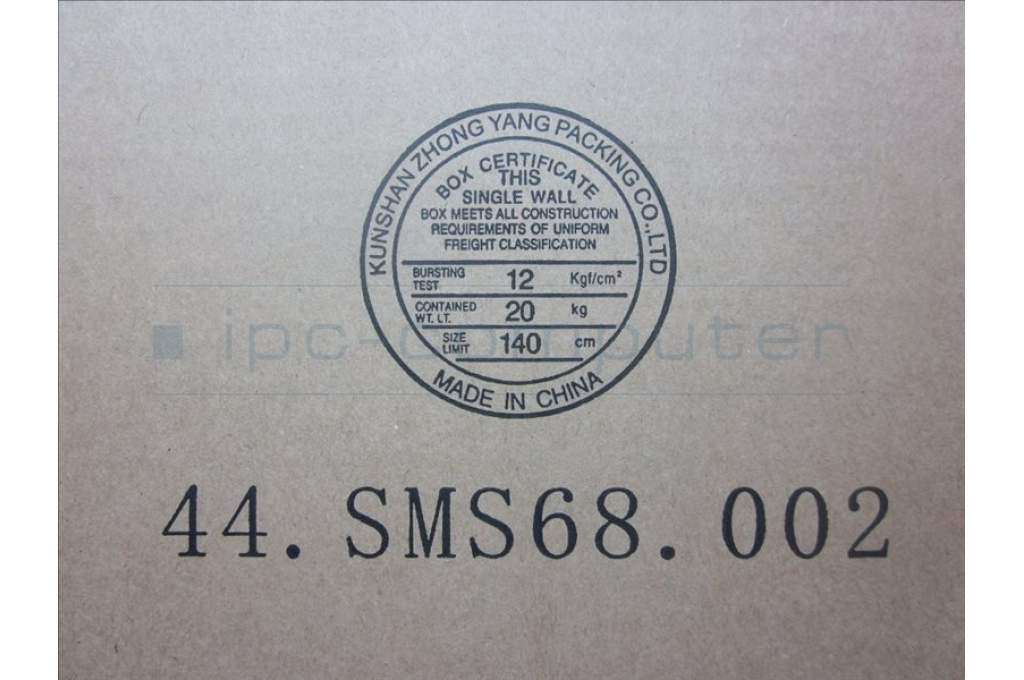 KUNSHAN ZHONG YANG PACKING CO.,LTD
BOX CERTIFICATE
THIS
SINGLE WALL
BOX MEETS ALL CONSTRUCTION
REQUIREMENTS OF UNIFORM
FREIGHT CLASSIFICATION
BURSTING TEST 12 Kgf/cm²
CONTAINED WT. LT. 20 kg
SIZE LIMIT 140 cm
MADE IN CHINA
ipc-computer
44.SMS68.002